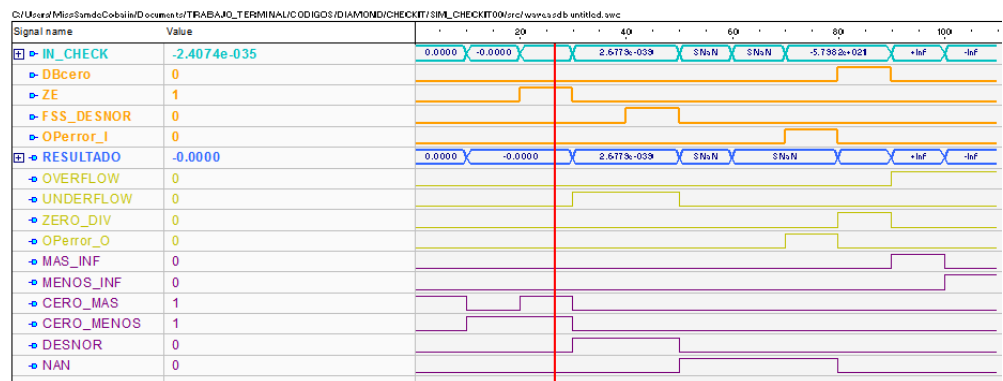 C:/Users/MissSamdeCobaiin/Documents/TIRABAJO_TERMINAL/CODIGOS/DIAMOND/CHECKIT/SIMI_CHECKIT00/src/wave.asdb untitled.awc
Signal name Value 20 40 60 80 100
IN_CHECK -2.4074e-035 0.0000 -0.0000 2.6779e-039 SNaN SNaN -5.7982e+021 +Inf -Inf
DBcero 0
ZE 1
FSS_DESNOR 0
OPerror_I 0
RESULTADO -0.0000 0.0000 -0.0000 2.6779e-039 SNaN SNaN +Inf -Inf
OVERFLOW 0
UNDERFLOW 0
ZERO_DIV 0
OPerror_O 0
MAS_INF 0
MENOS_INF 0
CERO_MAS 1
CERO_MENOS 1
DESNOR 0
NAN 0